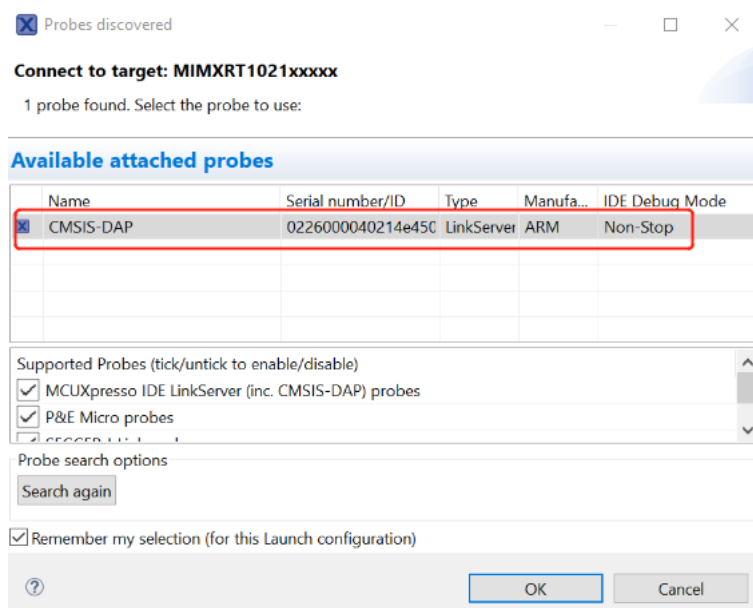 Probes discovered
Connect to target: MIMXRT1021xxxxx
1 probe found. Select the probe to use:
Available attached probes
Name Serial number/ID Type Manufa... IDE Debug Mode
CMSIS-DAP 0226000040214e450 LinkServer ARM Non-Stop
Supported Probes (tick/untick to enable/disable)
MCUXpresso IDE LinkServer (inc. CMSIS-DAP) probes
P&E Micro probes
Probe search options
Search again
Remember my selection (for this Launch configuration)
OK Cancel